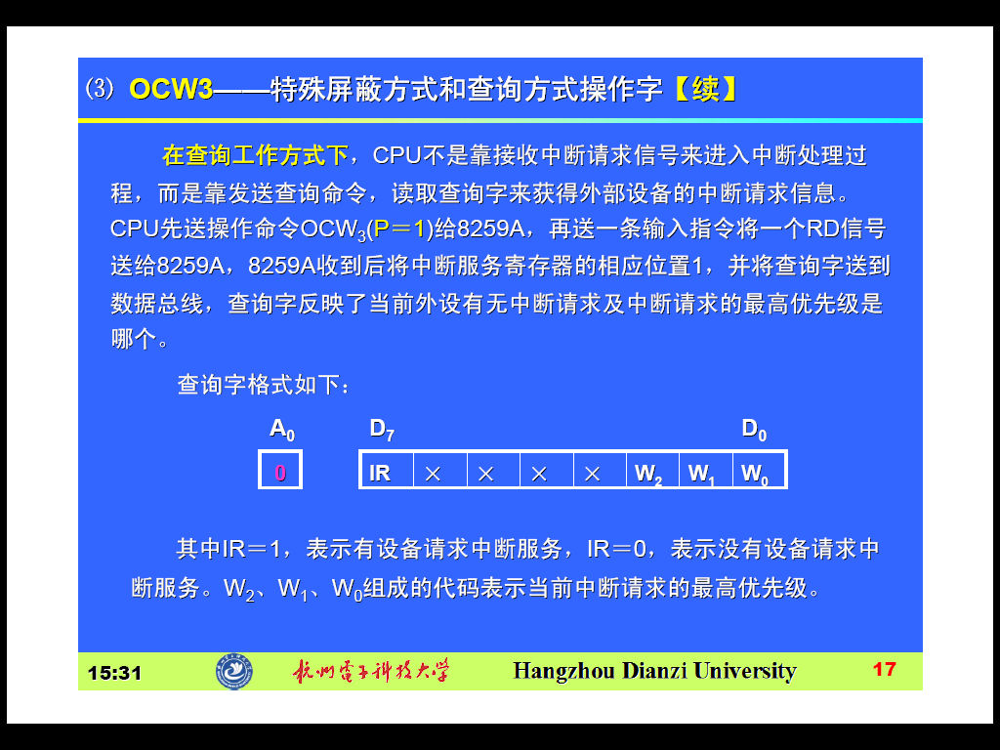 ⑶ OCW3——特殊屏蔽方式和查询方式操作字【续】
在查询工作方式下，CPU不是靠接收中断请求信号来进入中断处理过
程，而是靠发送查询命令，读取查询字来获得外部设备的中断请求信息。
CPU先送操作命令OCW3(P＝1)给8259A，再送一条输入指令将一个RD信号
送给8259A，8259A收到后将中断服务寄存器的相应位置1，并将查询字送到
数据总线，查询字反映了当前外设有无中断请求及中断请求的最高优先级是
哪个。
查询字格式如下：
A0 D7 D0
0 IR × × × × W2 W1 W0
其中IR＝1，表示有设备请求中断服务，IR＝0，表示没有设备请求中
断服务。W2、W1、W0组成的代码表示当前中断请求的最高优先级。
15:31 杭州電子科技大学 Hangzhou Dianzi University 17